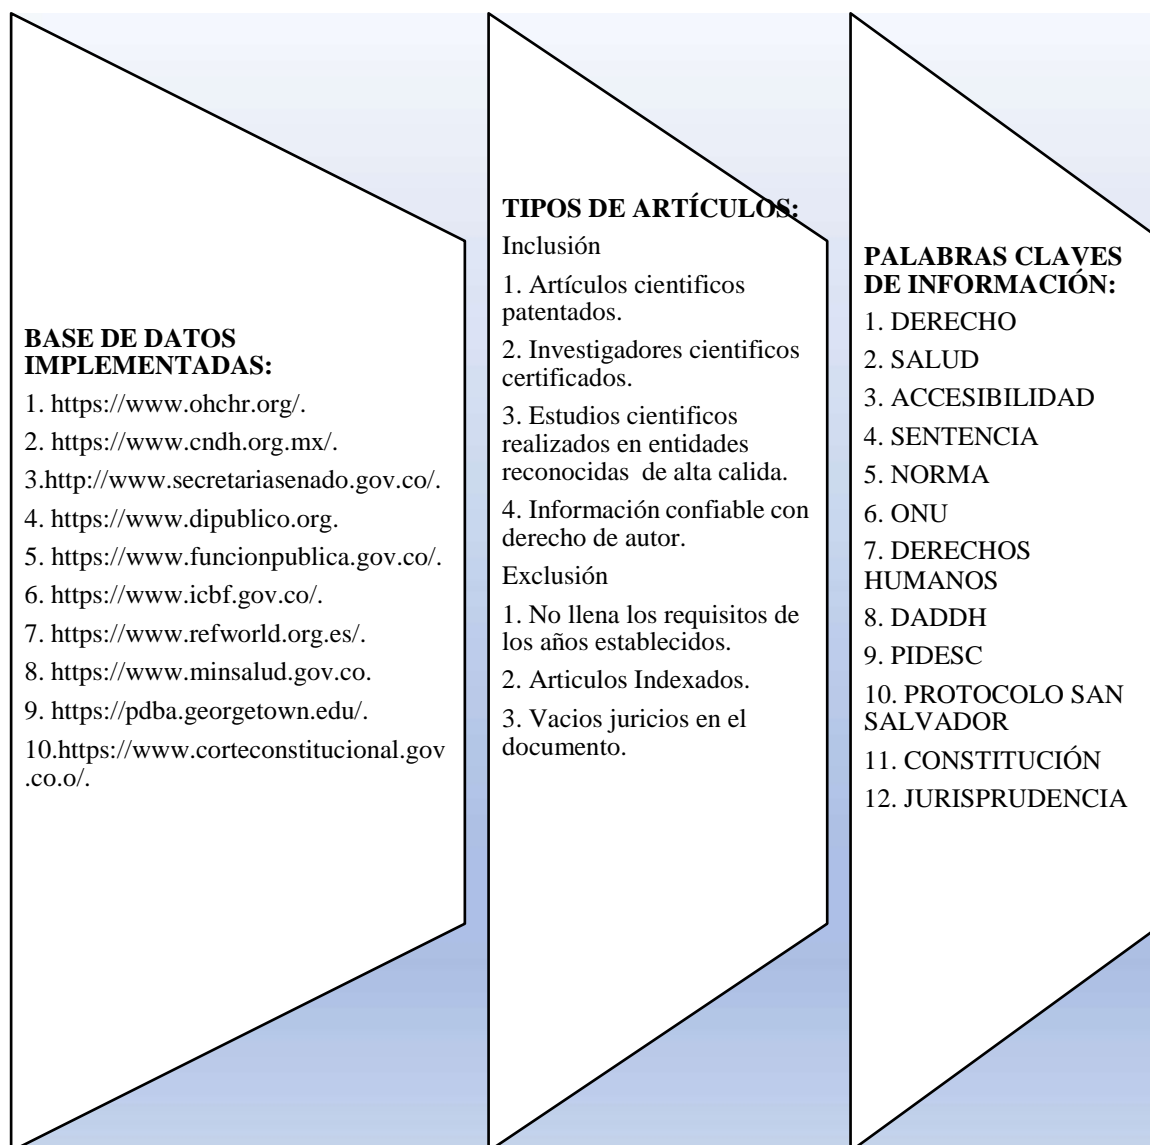 BASE DE DATOS
IMPLEMENTADAS:
1. https://www.ohchr.org/.
2. https://www.cndh.org.mx/.
3.http://www.secretariasenado.gov.co/.
4. https://www.dipublico.org.
5. https://www.funcionpublica.gov.co/.
6. https://www.icbf.gov.co/.
7. https://www.refworld.org.es/.
8. https://www.minsalud.gov.co.
9. https://pdba.georgetown.edu/.
10.https://www.corteconstitucional.gov
.co.o/.
TIPOS DE ARTÍCULOS:
Inclusión
1. Artículos cientificos
patentados.
2. Investigadores cientificos
certificados.
3. Estudios cientificos
realizados en entidades
reconocidas  de alta calida.
4. Información confiable con
derecho de autor.
Exclusión
1. No llena los requisitos de
los años establecidos.
2. Articulos Indexados.
3. Vacios juricios en el
documento.
PALABRAS CLAVES
DE INFORMACIÓN:
1. DERECHO
2. SALUD
3. ACCESIBILIDAD
4. SENTENCIA
5. NORMA
6. ONU
7. DERECHOS
HUMANOS
8. DADDH
9. PIDESC
10. PROTOCOLO SAN
SALVADOR
11. CONSTITUCIÓN
12. JURISPRUDENCIA